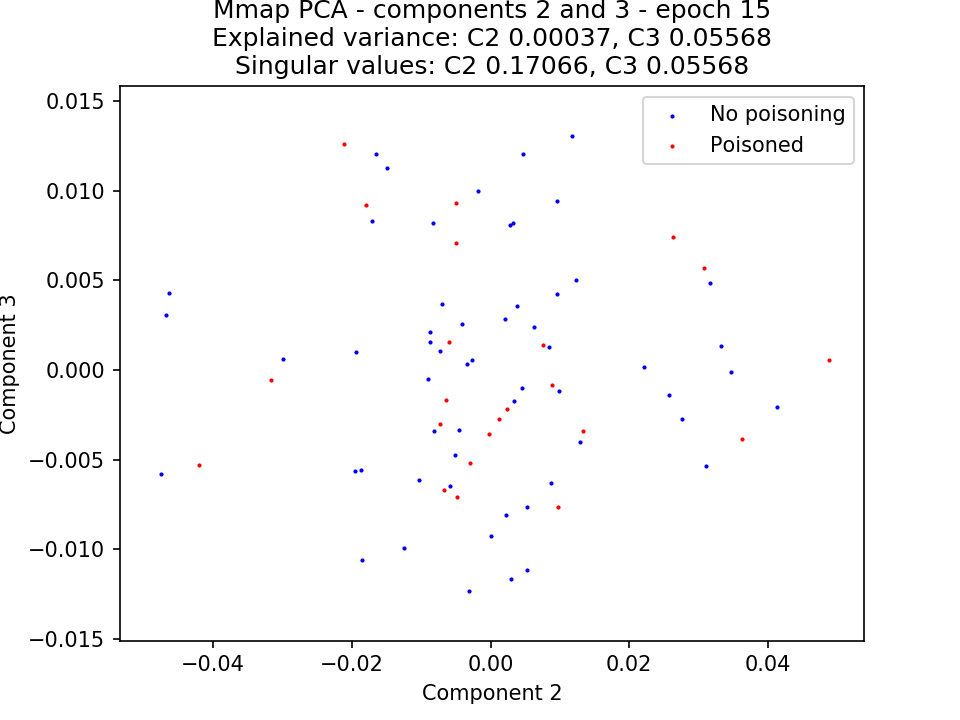 Mmap PCA - components 2 and 3 - epoch 15
Explained variance: C2 0.00037, C3 0.05568
Singular values: C2 0.17066, C3 0.05568
No poisoning
Poisoned
0.015
0.010
0.005
0.000
−0.005
−0.010
−0.015
Component 3
−0.04
−0.02
0.00
0.02
0.04
Component 2